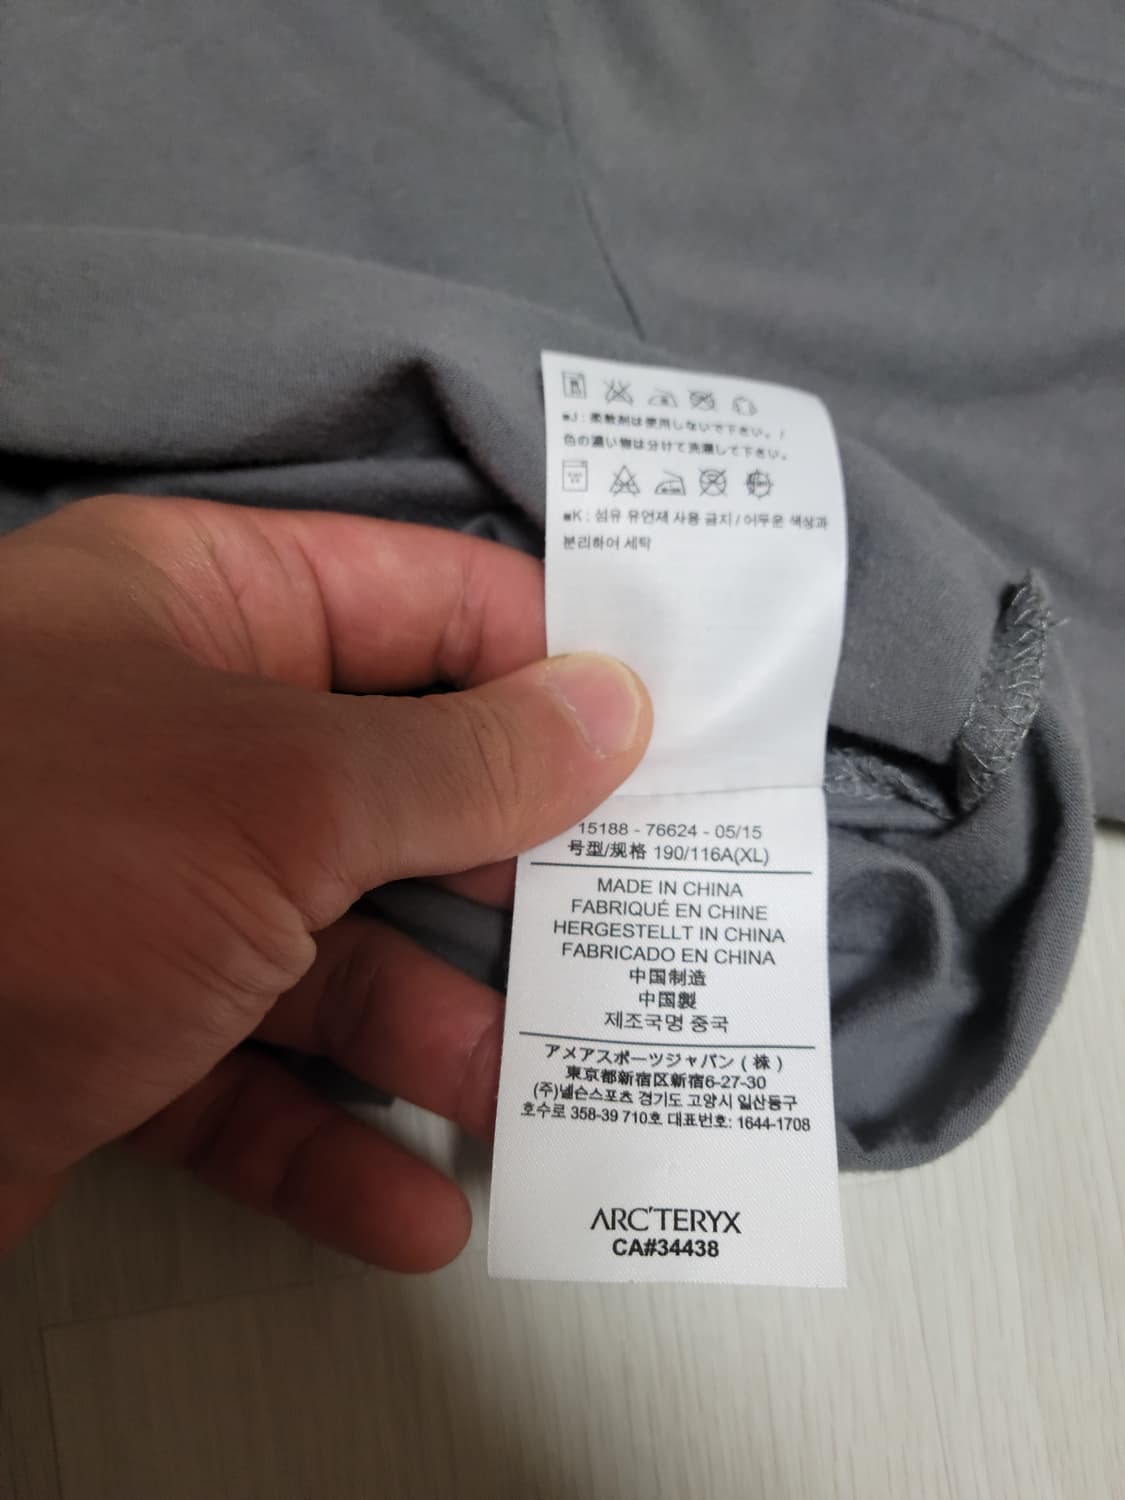 ■J : 柔軟剤は使用しないで下さい。/
色の濃い物は分けて洗濯して下さい。
■K : 섬유 유연제 사용 금지 / 어두운 색상과
분리하여 세탁
15188 - 76624 - 05/15
号型/规格 190/116A(XL)
MADE IN CHINA
FABRIQUÉ EN CHINE
HERGESTELLT IN CHINA
FABRICADO EN CHINA
中国制造
中国製
제조국명 중국
アメアスポーツジャパン ( 株 )
東京都新宿区新宿6-27-30
(주)넬슨스포츠 경기도 고양시 일산동구
호수로 358-39 710호 대표번호: 1644-1708
ARC'TERYX
CA#34438